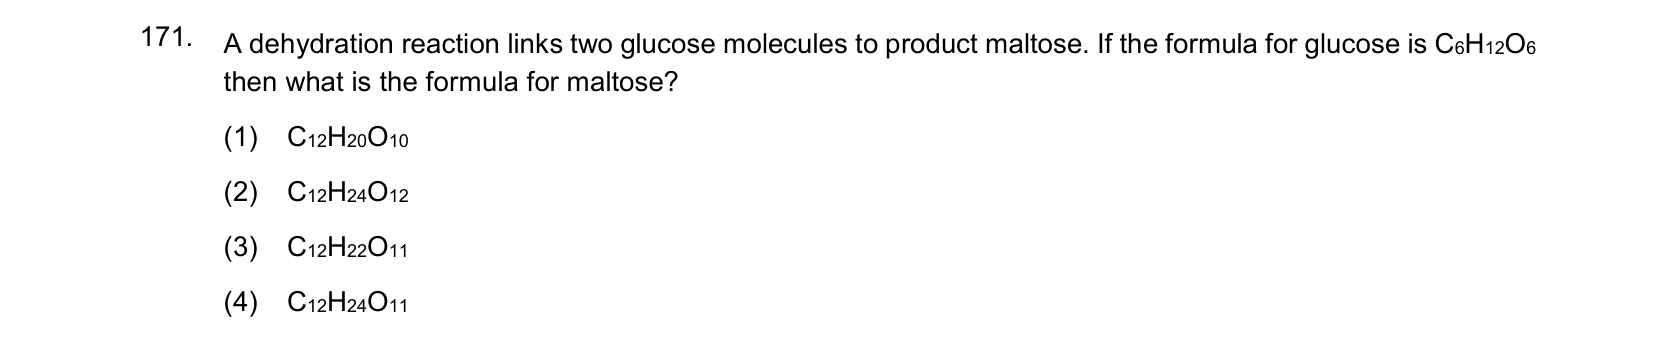 171. A dehydration reaction links two glucose molecules to product maltose. If the formula for glucose is C6H12O6
then what is the formula for maltose?
(1) C12H20O10
(2) C12H24O12
(3) C12H22O11
(4) C12H24O11